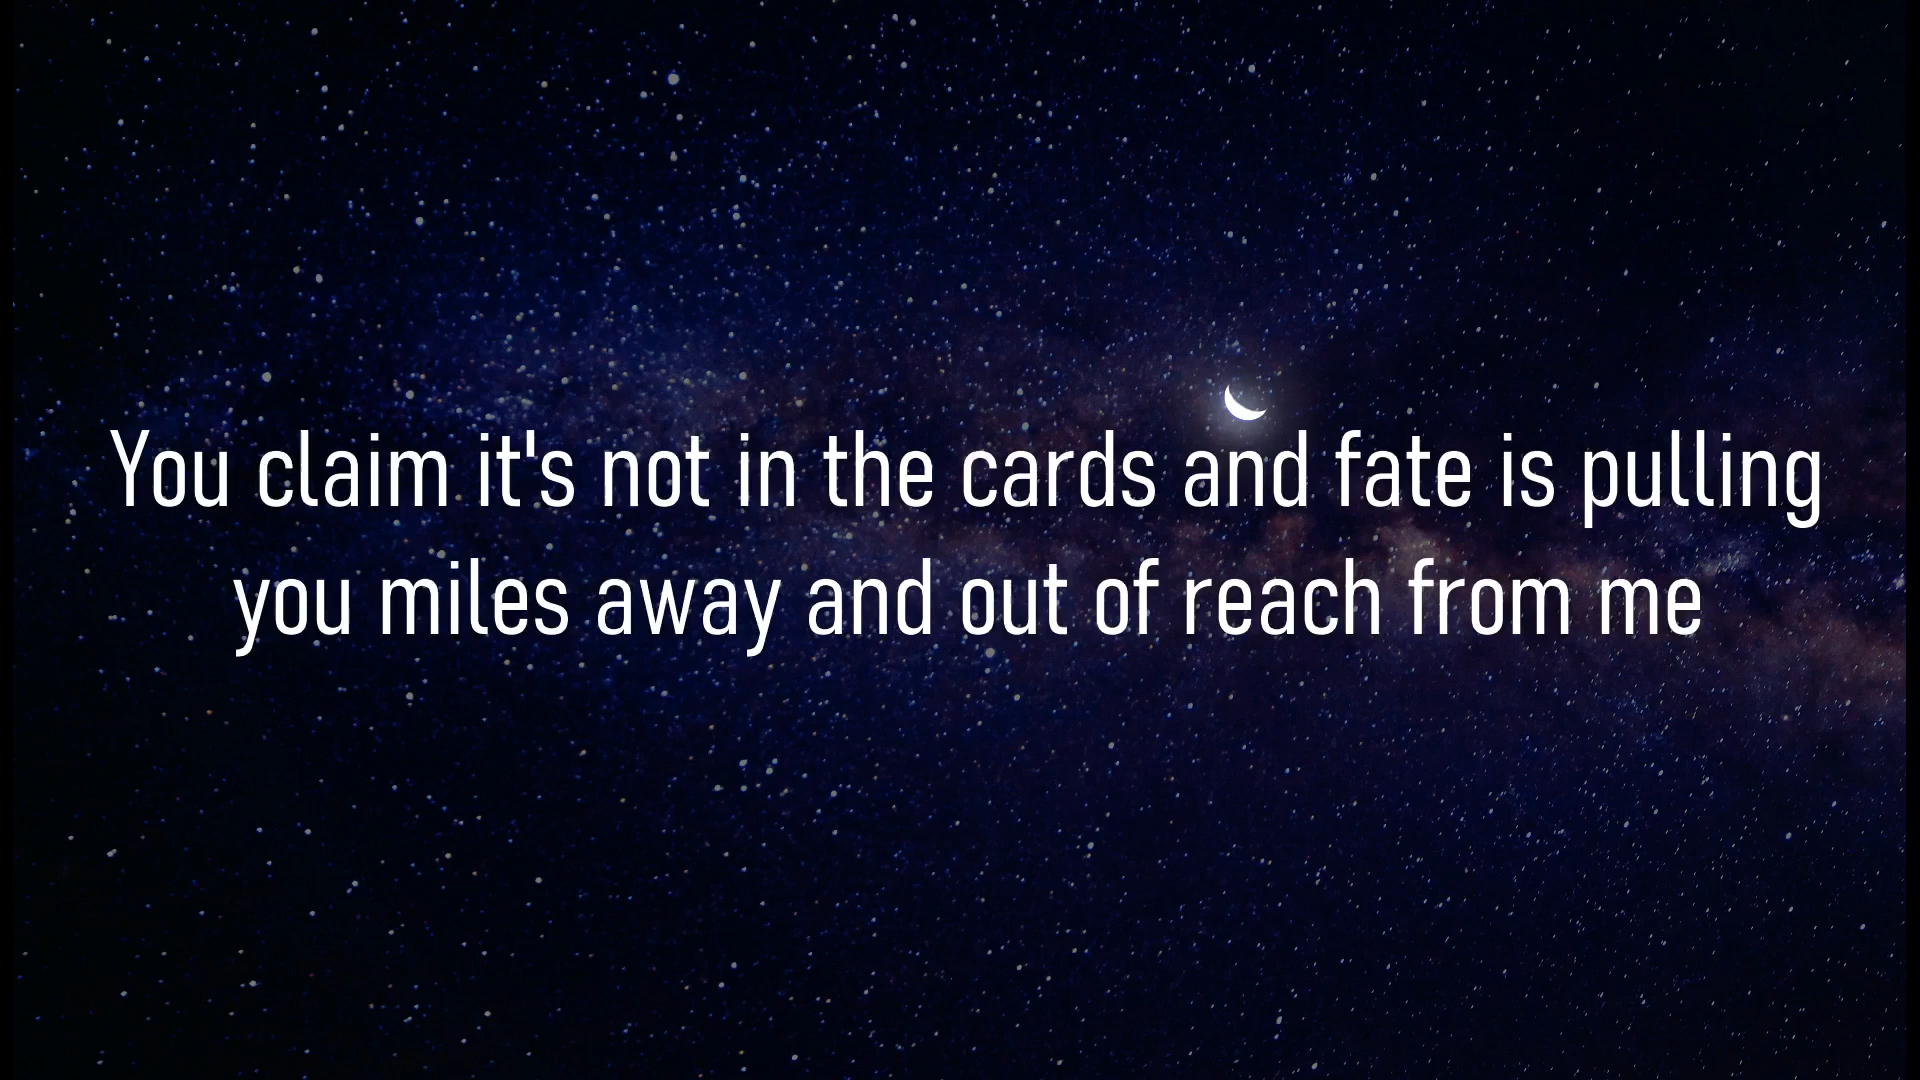 You claim it's not in the cards and fate is pulling
you miles away and out of reach from me